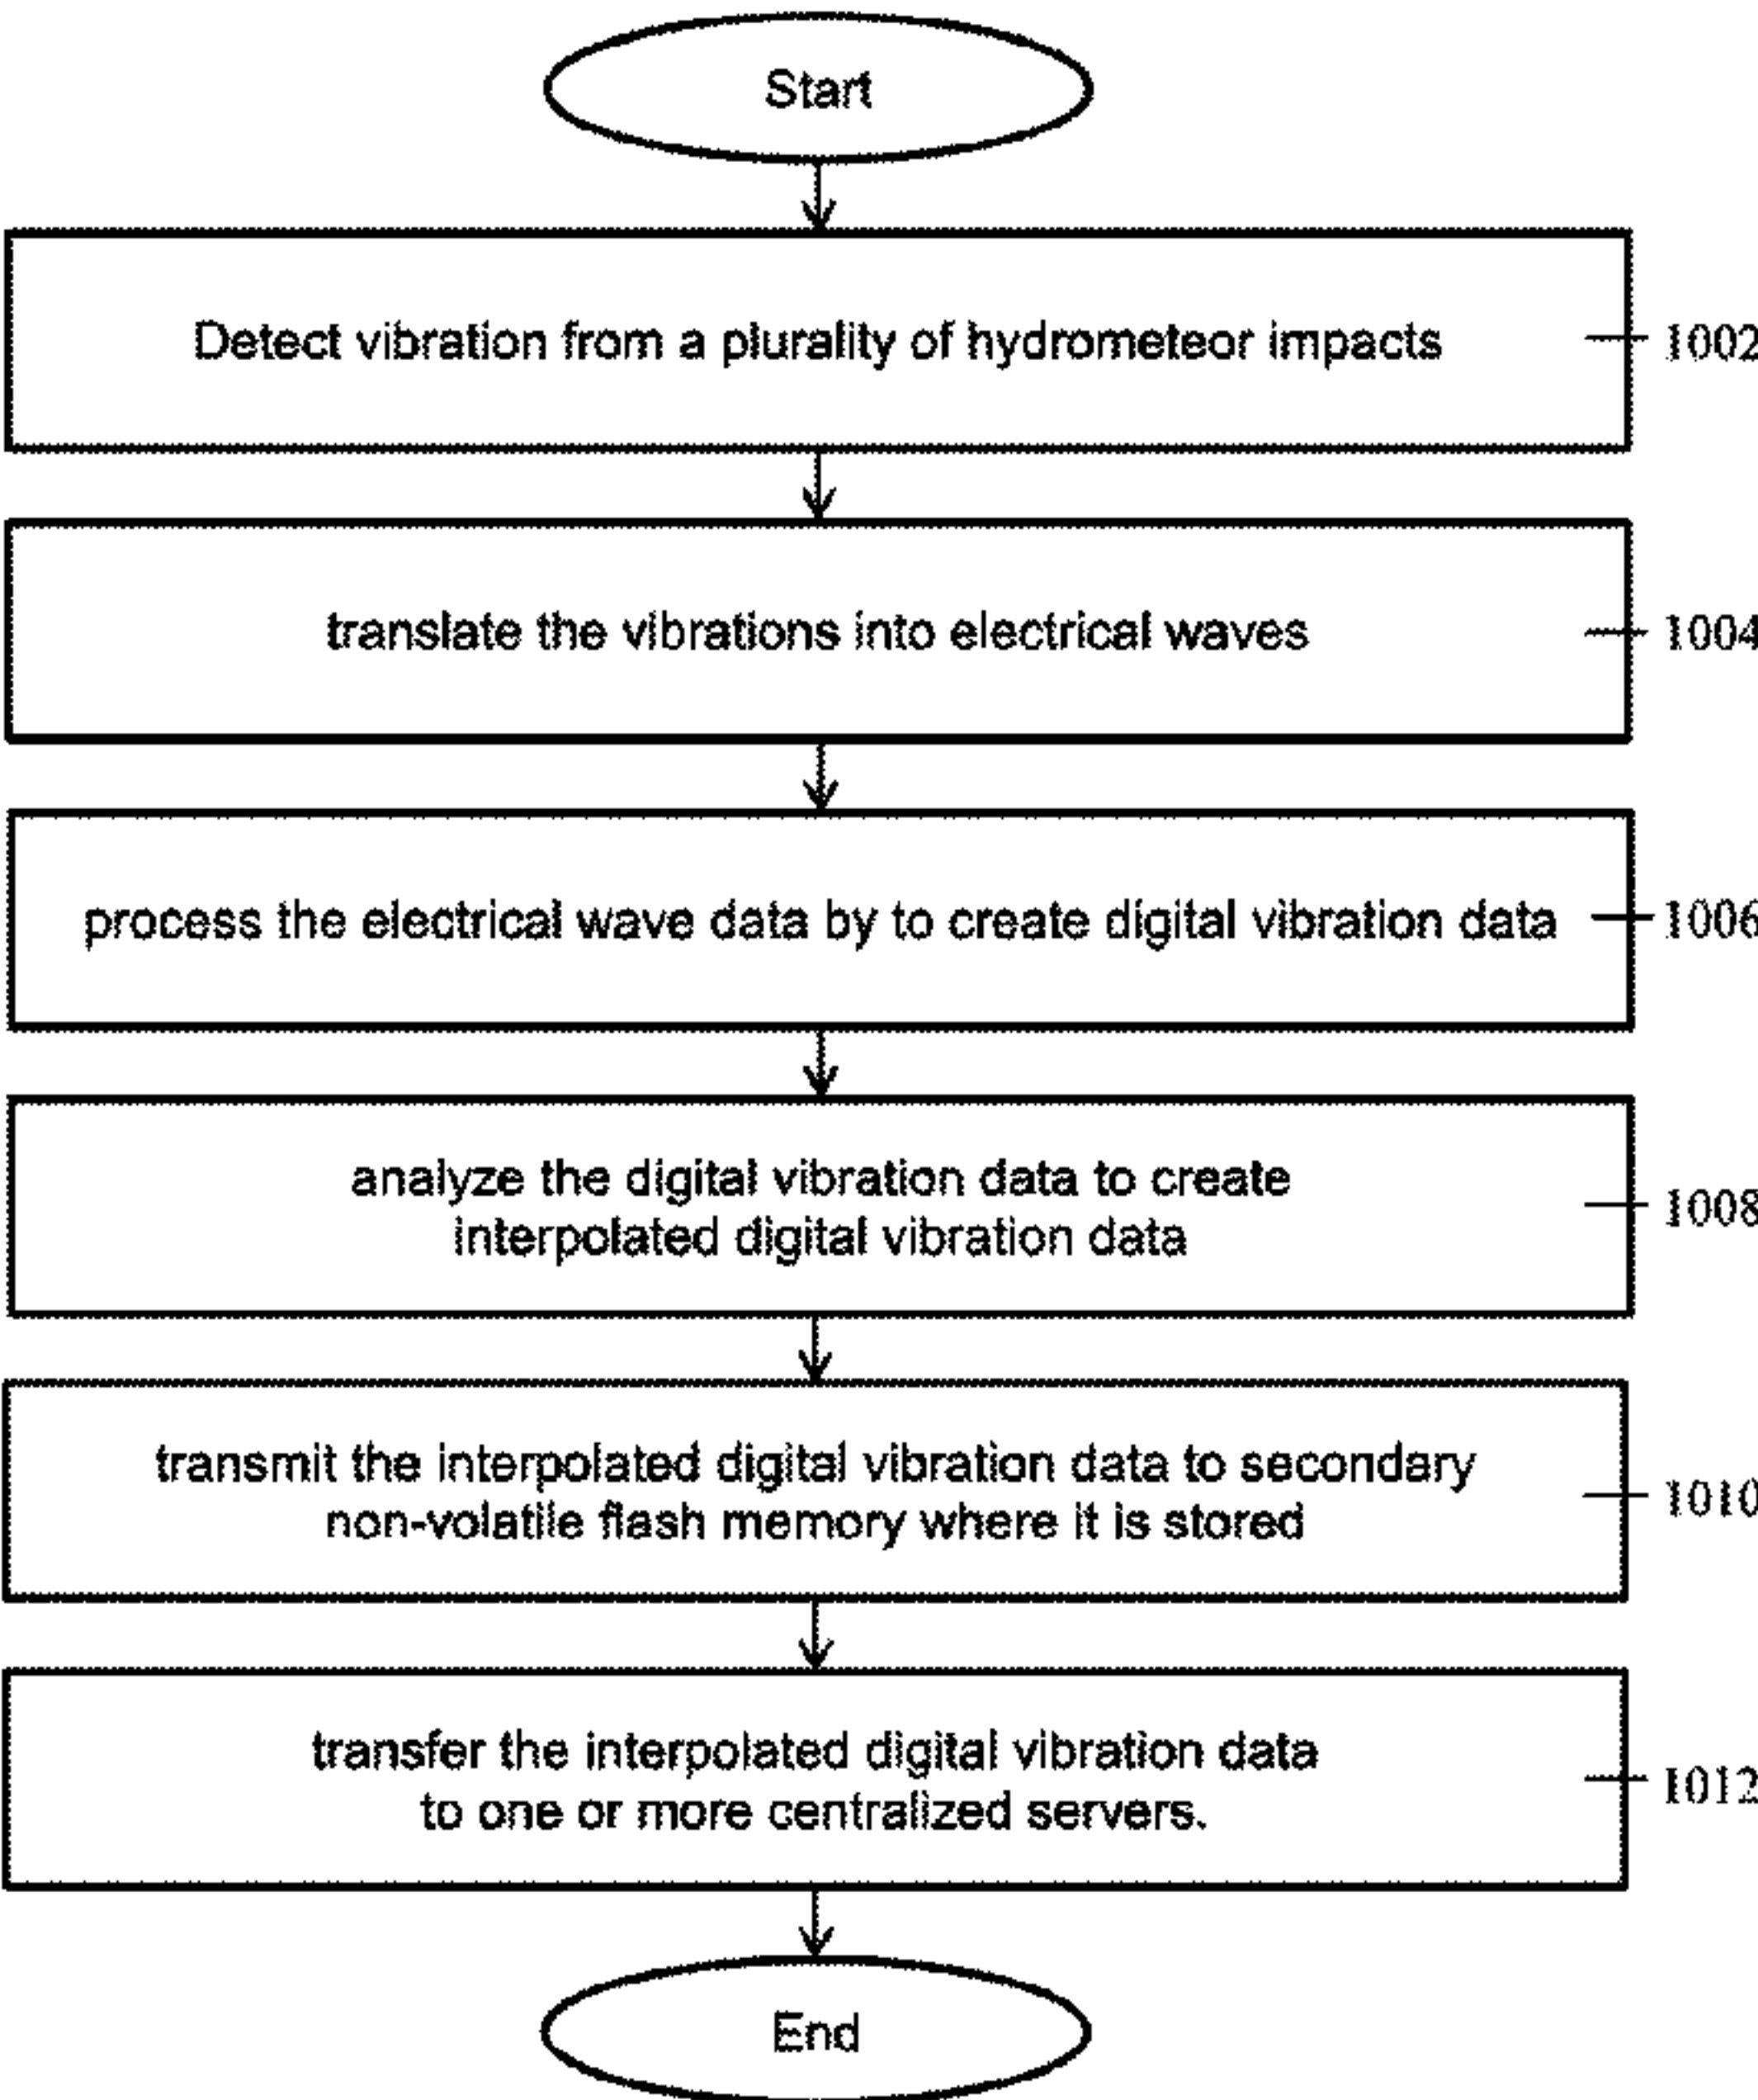 Start
Detect vibration from a plurality of hydrometeor impacts
1002
translate the vibrations into electrical waves
1004
process the electrical wave data by to create digital vibration data
1006
analyze the digital vibration data to create
interpolated digital vibration data
1008
transmit the interpolated digital vibration data to secondary
non-volatile flash memory where it is stored
1010
transfer the interpolated digital vibration data
to one or more centralized servers.
1012
End